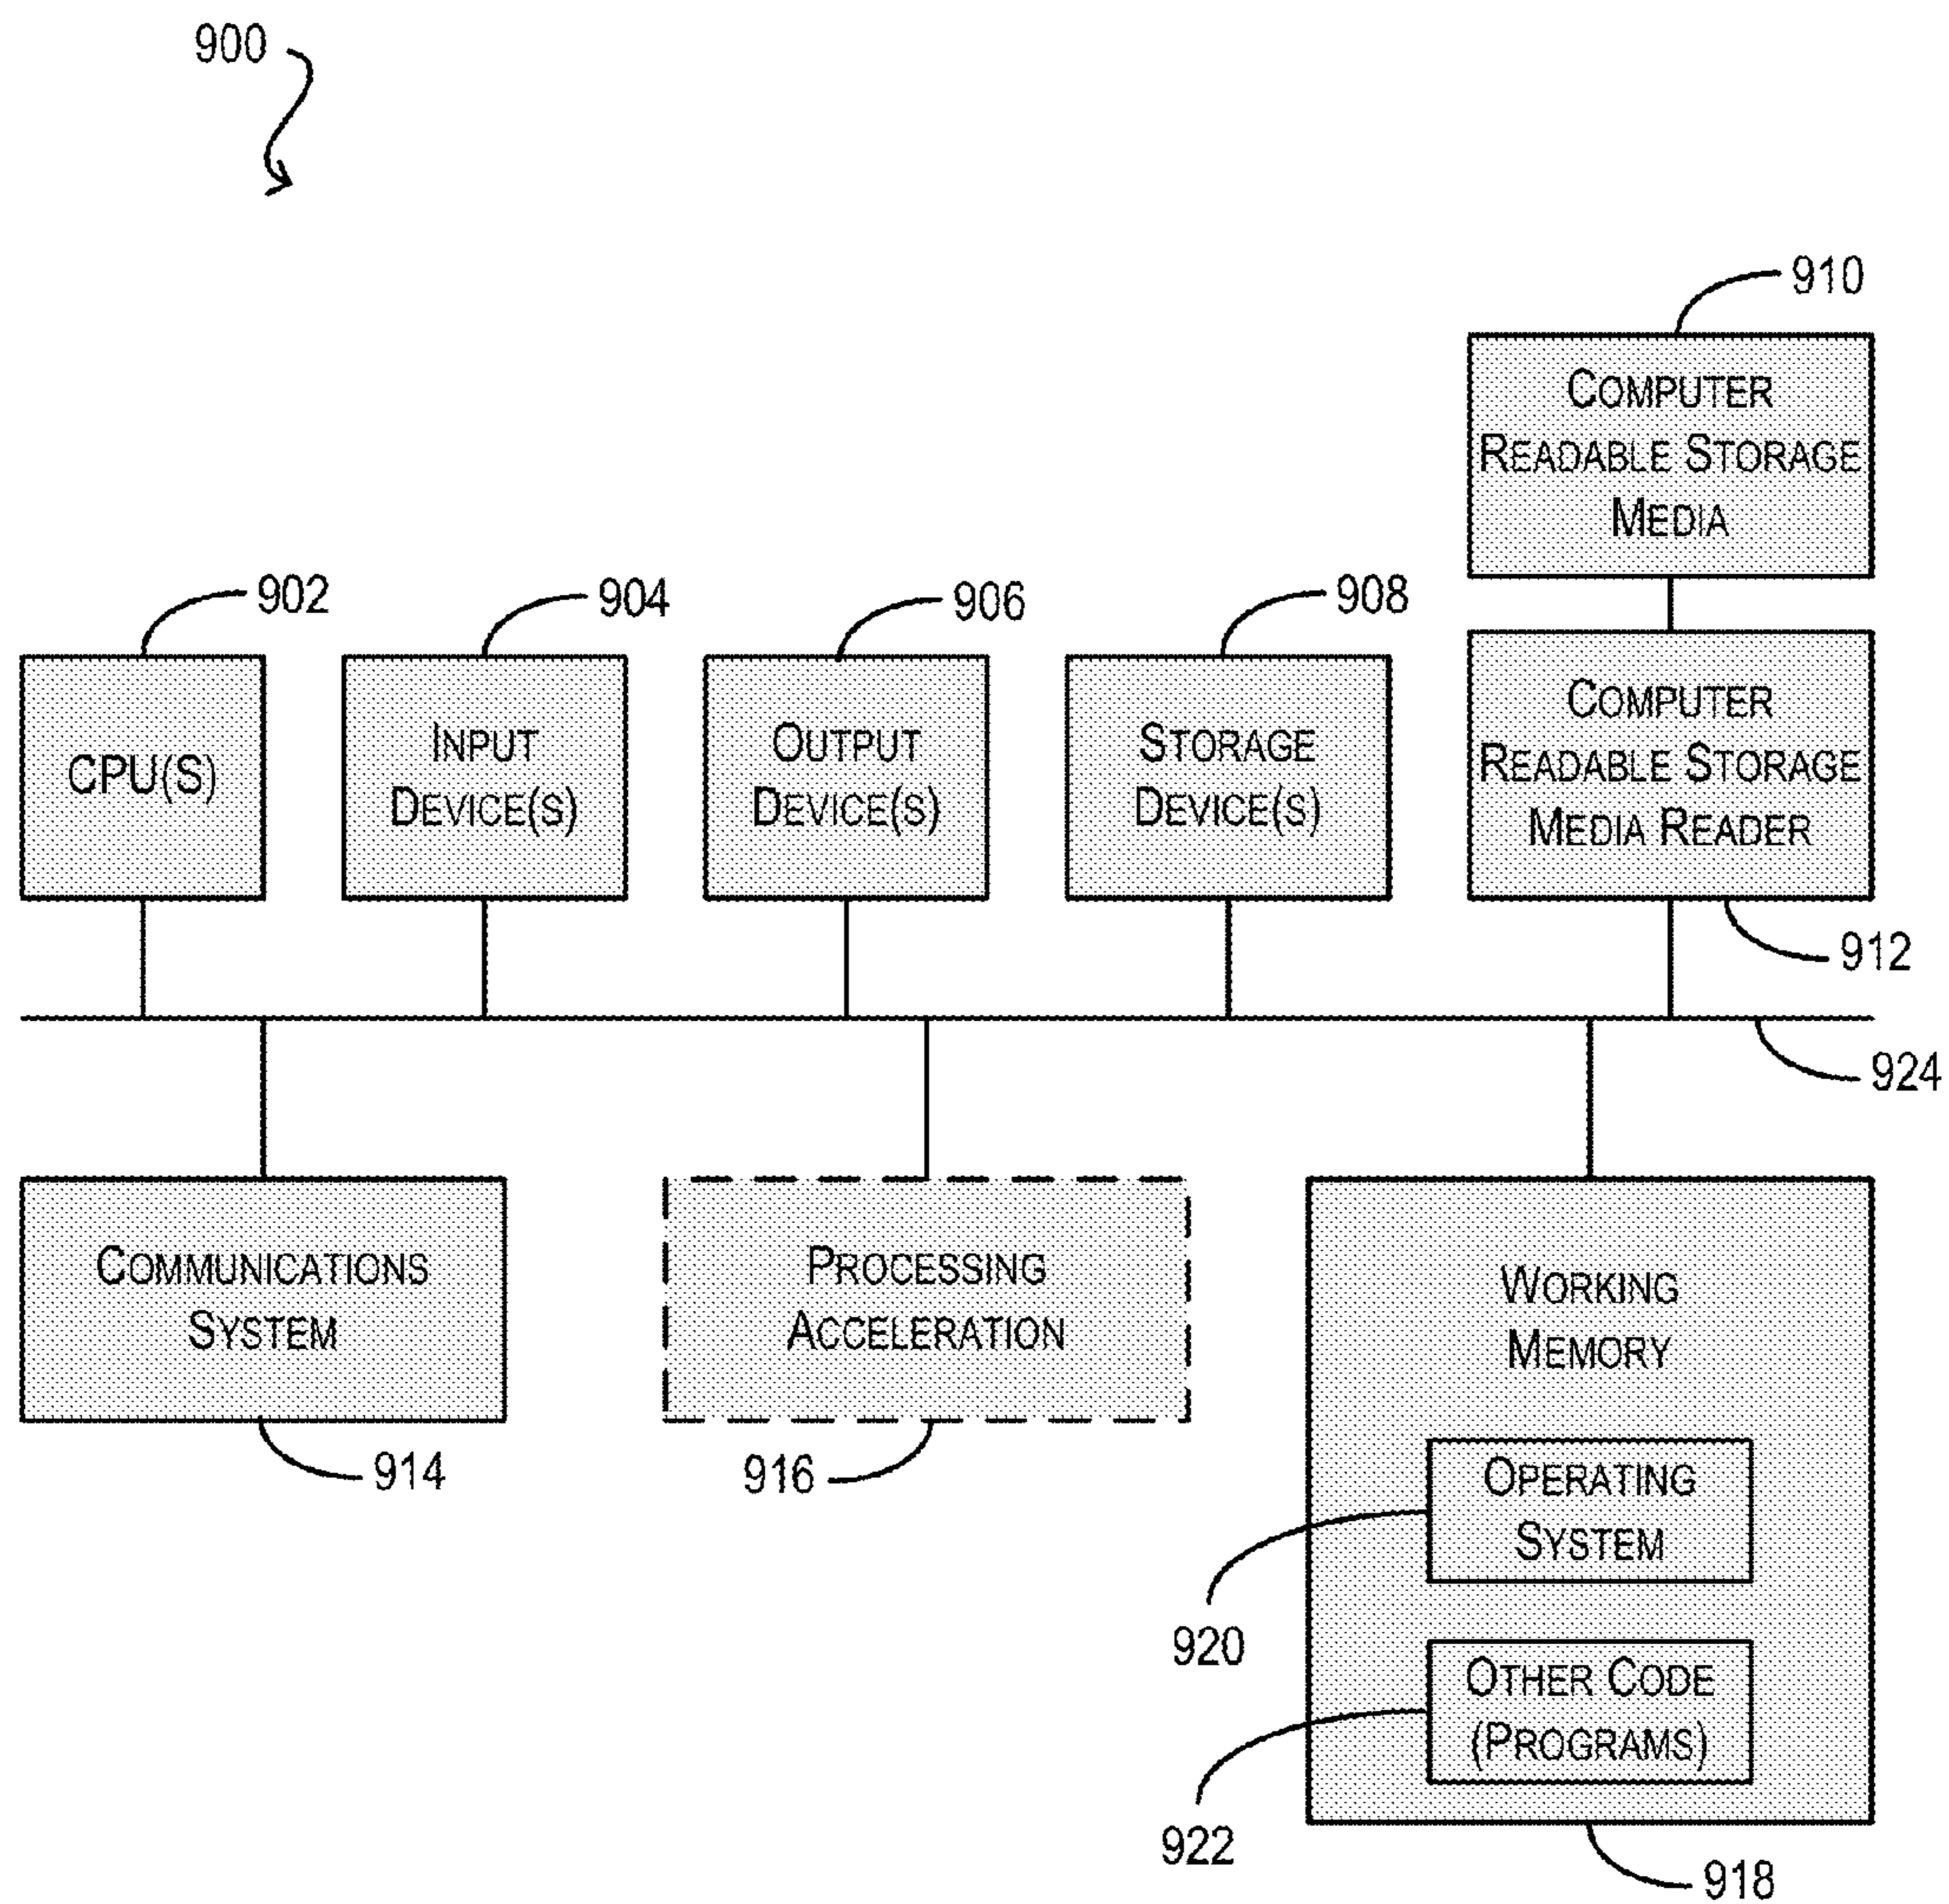 900
910
COMPUTER
READABLE STORAGE
MEDIA
902
904
906
908
CPU(S)
INPUT
DEVICE(S)
OUTPUT
DEVICE(S)
STORAGE
DEVICE(S)
COMPUTER
READABLE STORAGE
MEDIA READER
912
924
COMMUNICATIONS
SYSTEM
914
PROCESSING
ACCELERATION
916
WORKING
MEMORY
OPERATING
SYSTEM
920
OTHER CODE
(PROGRAMS)
922
918